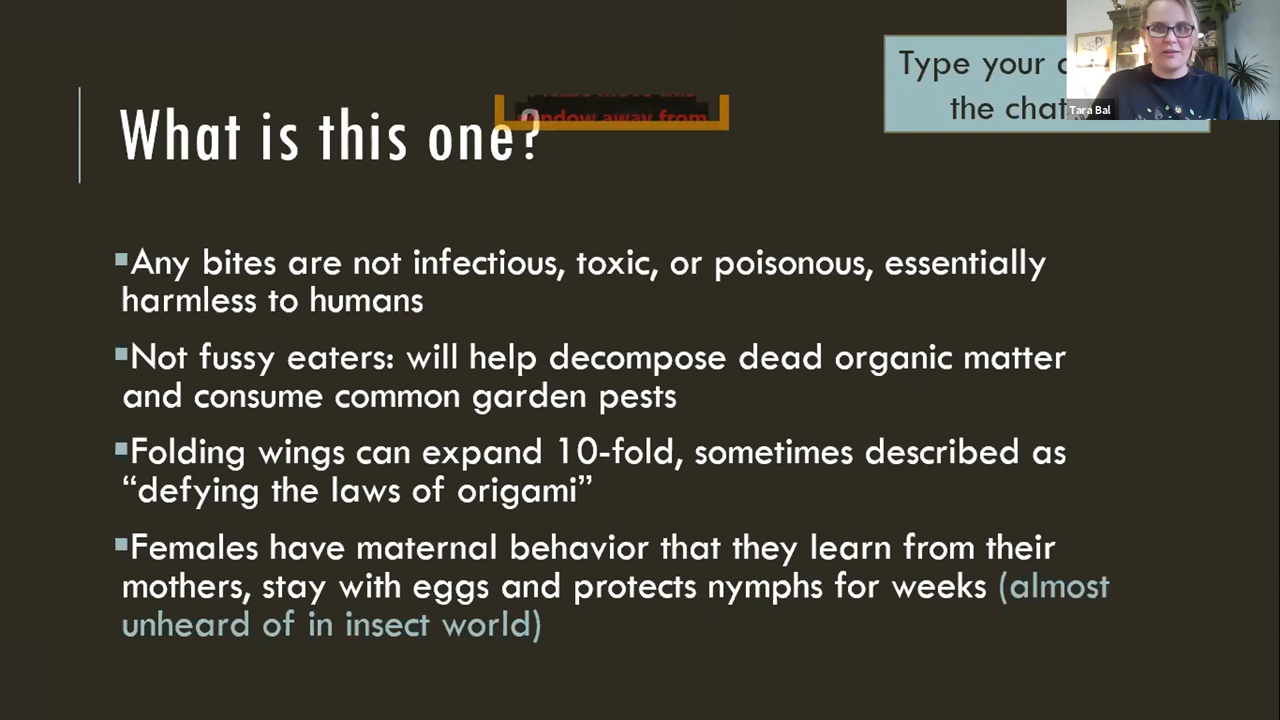 Type your
the chat
Tara Bal
window away from
What is this one?
▪Any bites are not infectious, toxic, or poisonous, essentially
harmless to humans
▪Not fussy eaters: will help decompose dead organic matter
and consume common garden pests
▪Folding wings can expand 10-fold, sometimes described as
“defying the laws of origami”
▪Females have maternal behavior that they learn from their
mothers, stay with eggs and protects nymphs for weeks (almost
unheard of in insect world)